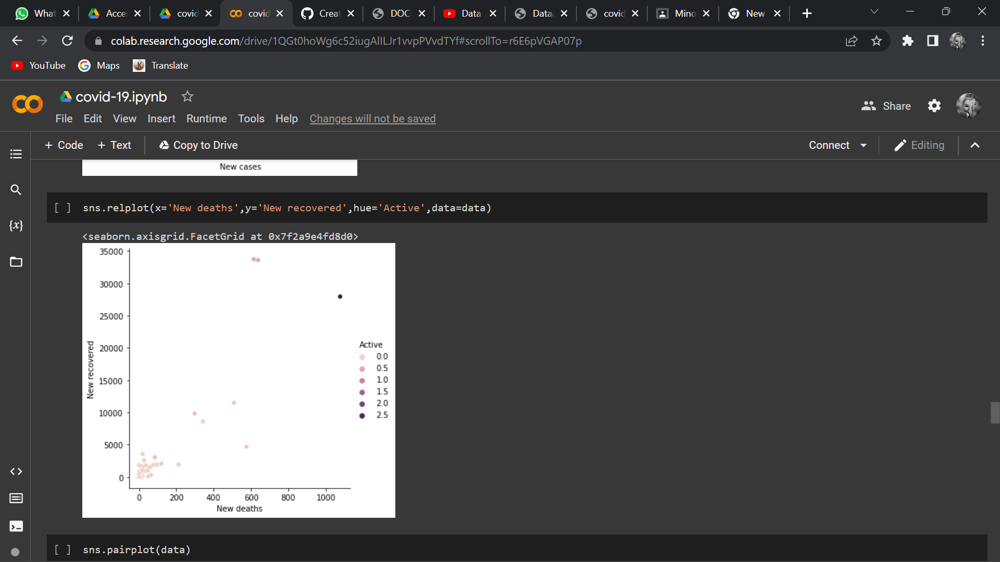 What
Acce
covid
covid
Creat
DOC
Data
Data
covid
Mino
New
colab.research.google.com/drive/1QGt0hoWg6c52iugAlILJr1vvpPVvdTYf#scrollTo=r6E6pVGAP07p
YouTube Maps Translate
covid-19.ipynb
File Edit View Insert Runtime Tools Help Changes will not be saved
Share
+ Code + Text Copy to Drive
Connect Editing
New cases
[ ] sns.relplot(x='New deaths',y='New recovered',hue='Active',data=data)
<seaborn.axisgrid.FacetGrid at 0x7f2a9e4fd8d0>
35000
30000
25000
20000
15000
10000
5000
0
New recovered
Active
0.0
0.5
1.0
1.5
2.0
2.5
0 200 400 600 800 1000
New deaths
[ ] sns.pairplot(data)
{x}